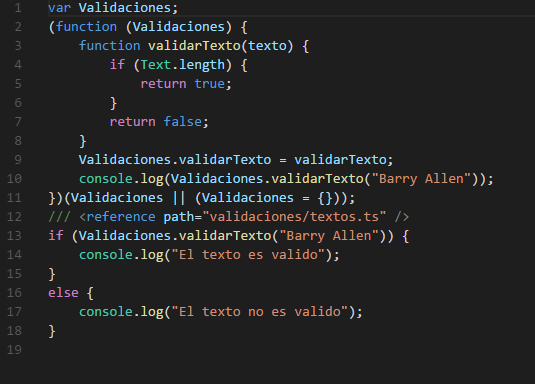 1 var Validaciones;
2 (function (Validaciones) {
3     function validarTexto(texto) {
4         if (Text.length) {
5             return true;
6         }
7         return false;
8     }
9     Validaciones.validarTexto = validarTexto;
10     console.log(Validaciones.validarTexto("Barry Allen"));
11 })(Validaciones || (Validaciones = {}));
12 /// <reference path="validaciones/textos.ts" />
13 if (Validaciones.validarTexto("Barry Allen")) {
14     console.log("El texto es valido");
15 }
16 else {
17     console.log("El texto no es valido");
18 }
19